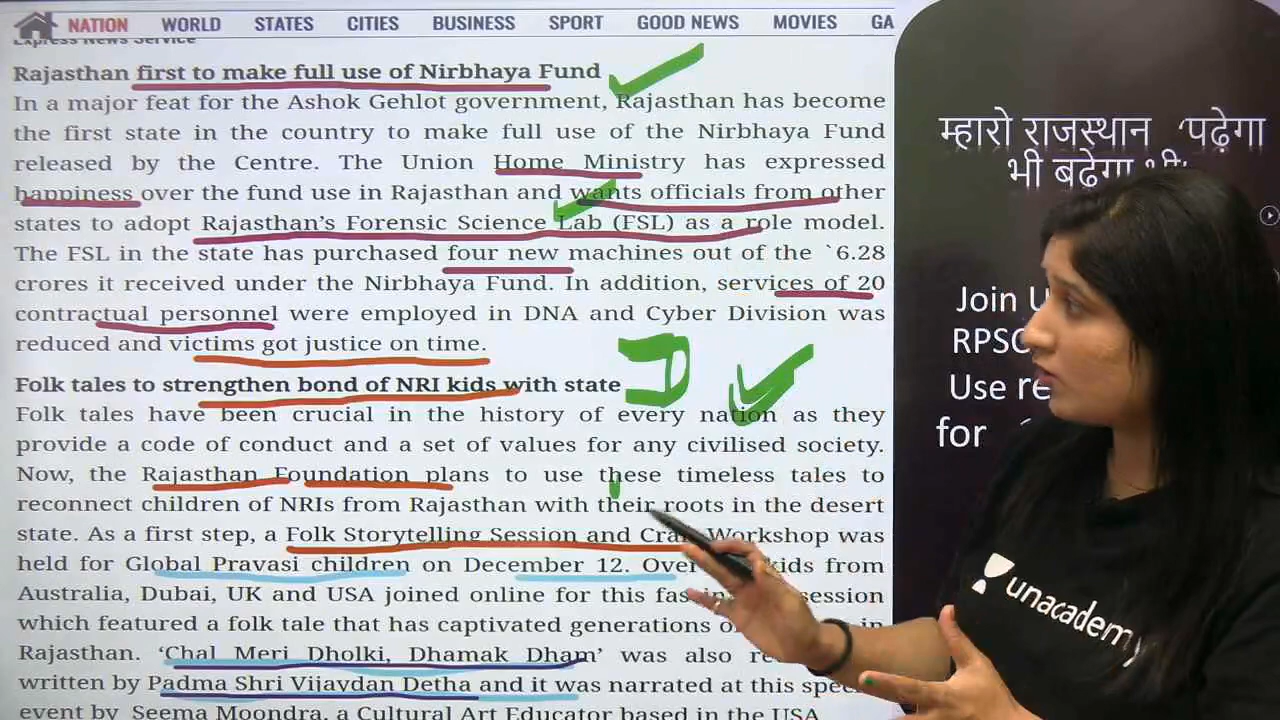 NATION WORLD STATES CITIES BUSINESS SPORT GOOD NEWS MOVIES GA
Express News Service
Rajasthan first to make full use of Nirbhaya Fund
In a major feat for the Ashok Gehlot government, Rajasthan has become
the first state in the country to make full use of the Nirbhaya Fund
released by the Centre. The Union Home Ministry has expressed
happiness over the fund use in Rajasthan and wants officials from other
states to adopt Rajasthan's Forensic Science Lab (FSL) as a role model.
The FSL in the state has purchased four new machines out of the `6.28
crores it received under the Nirbhaya Fund. In addition, services of 20
contractual personnel were employed in DNA and Cyber Division was
reduced and victims got justice on time.
Folk tales to strengthen bond of NRI kids with state
Folk tales have been crucial in the history of every nation as they
provide a code of conduct and a set of values for any civilised society.
Now, the Rajasthan Foundation plans to use these timeless tales to
reconnect children of NRIs from Rajasthan with their roots in the desert
state. As a first step, a Folk Storytelling Session and Craft Workshop was
held for Global Pravasi children on December 12. Over kids from
Australia, Dubai, UK and USA joined online for this session
which featured a folk tale that has captivated generations in
Rajasthan. ‘Chal Meri Dholki, Dhamak Dham’ was also
written by Padma Shri Vijaydan Detha and it was narrated at this
event by Seema Moondra, a Cultural Art Educator based in the USA
म्हारो राजस्थान ‘पढ़ेगा
भी बढ़ेगा भी’
Join
RPSC
Use
for
unacademy